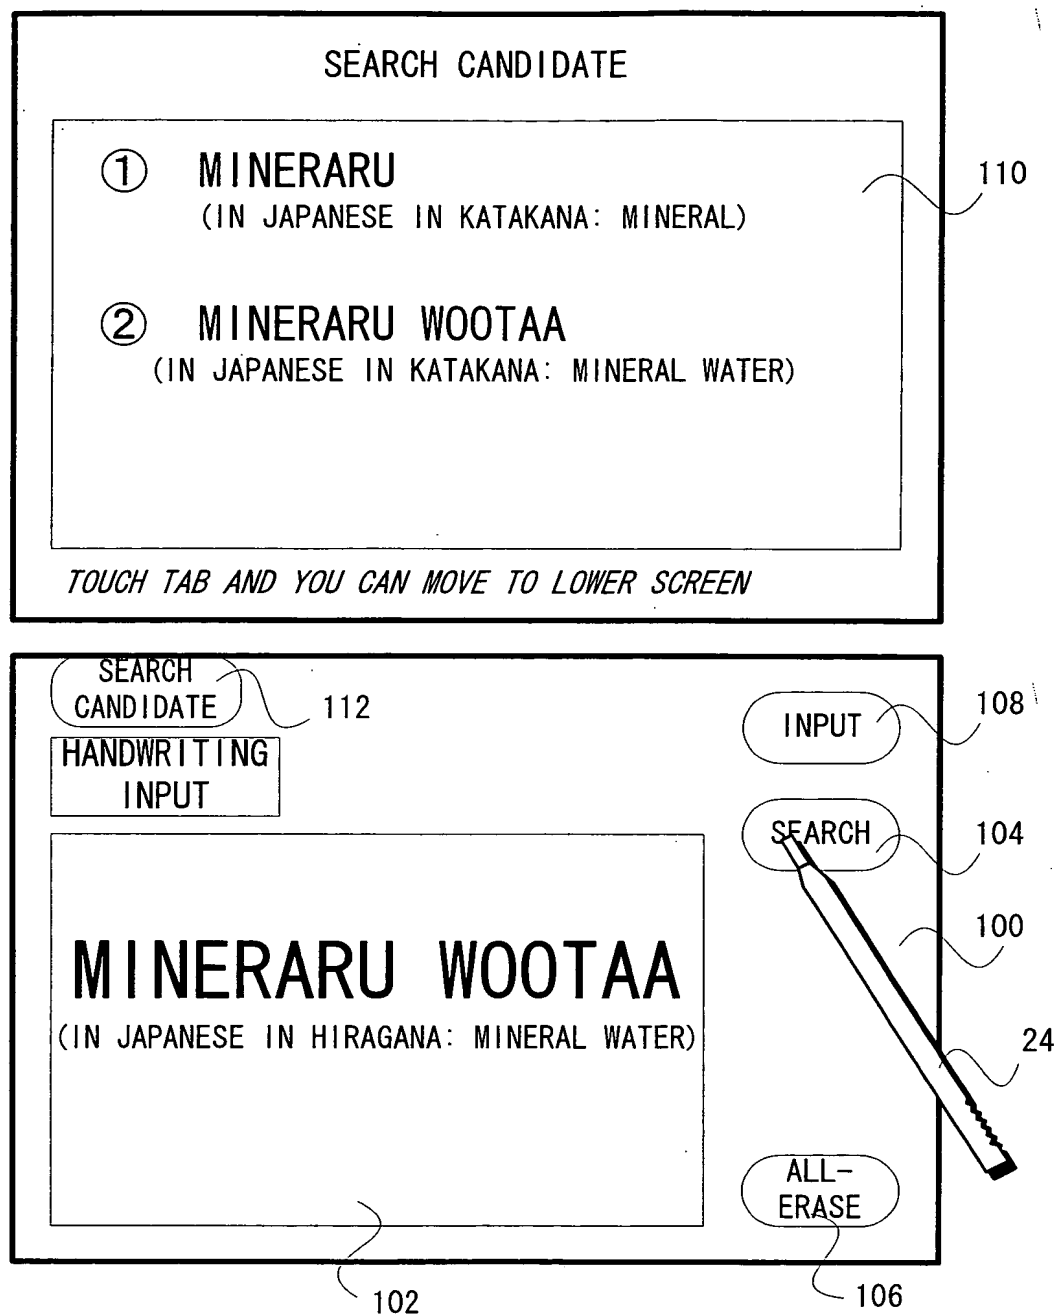 SEARCH CANDIDATE
① MINERARU
(IN JAPANESE IN KATAKANA: MINERAL)
110
② MINERARU WOOTAA
(IN JAPANESE IN KATAKANA: MINERAL WATER)
TOUCH TAB AND YOU CAN MOVE TO LOWER SCREEN
SEARCH
CANDIDATE
112
HANDWRITING
INPUT
INPUT
108
SEARCH
104
100
MINERARU WOOTAA
(IN JAPANESE IN HIRAGANA: MINERAL WATER)
24
ALL-
ERASE
102
106